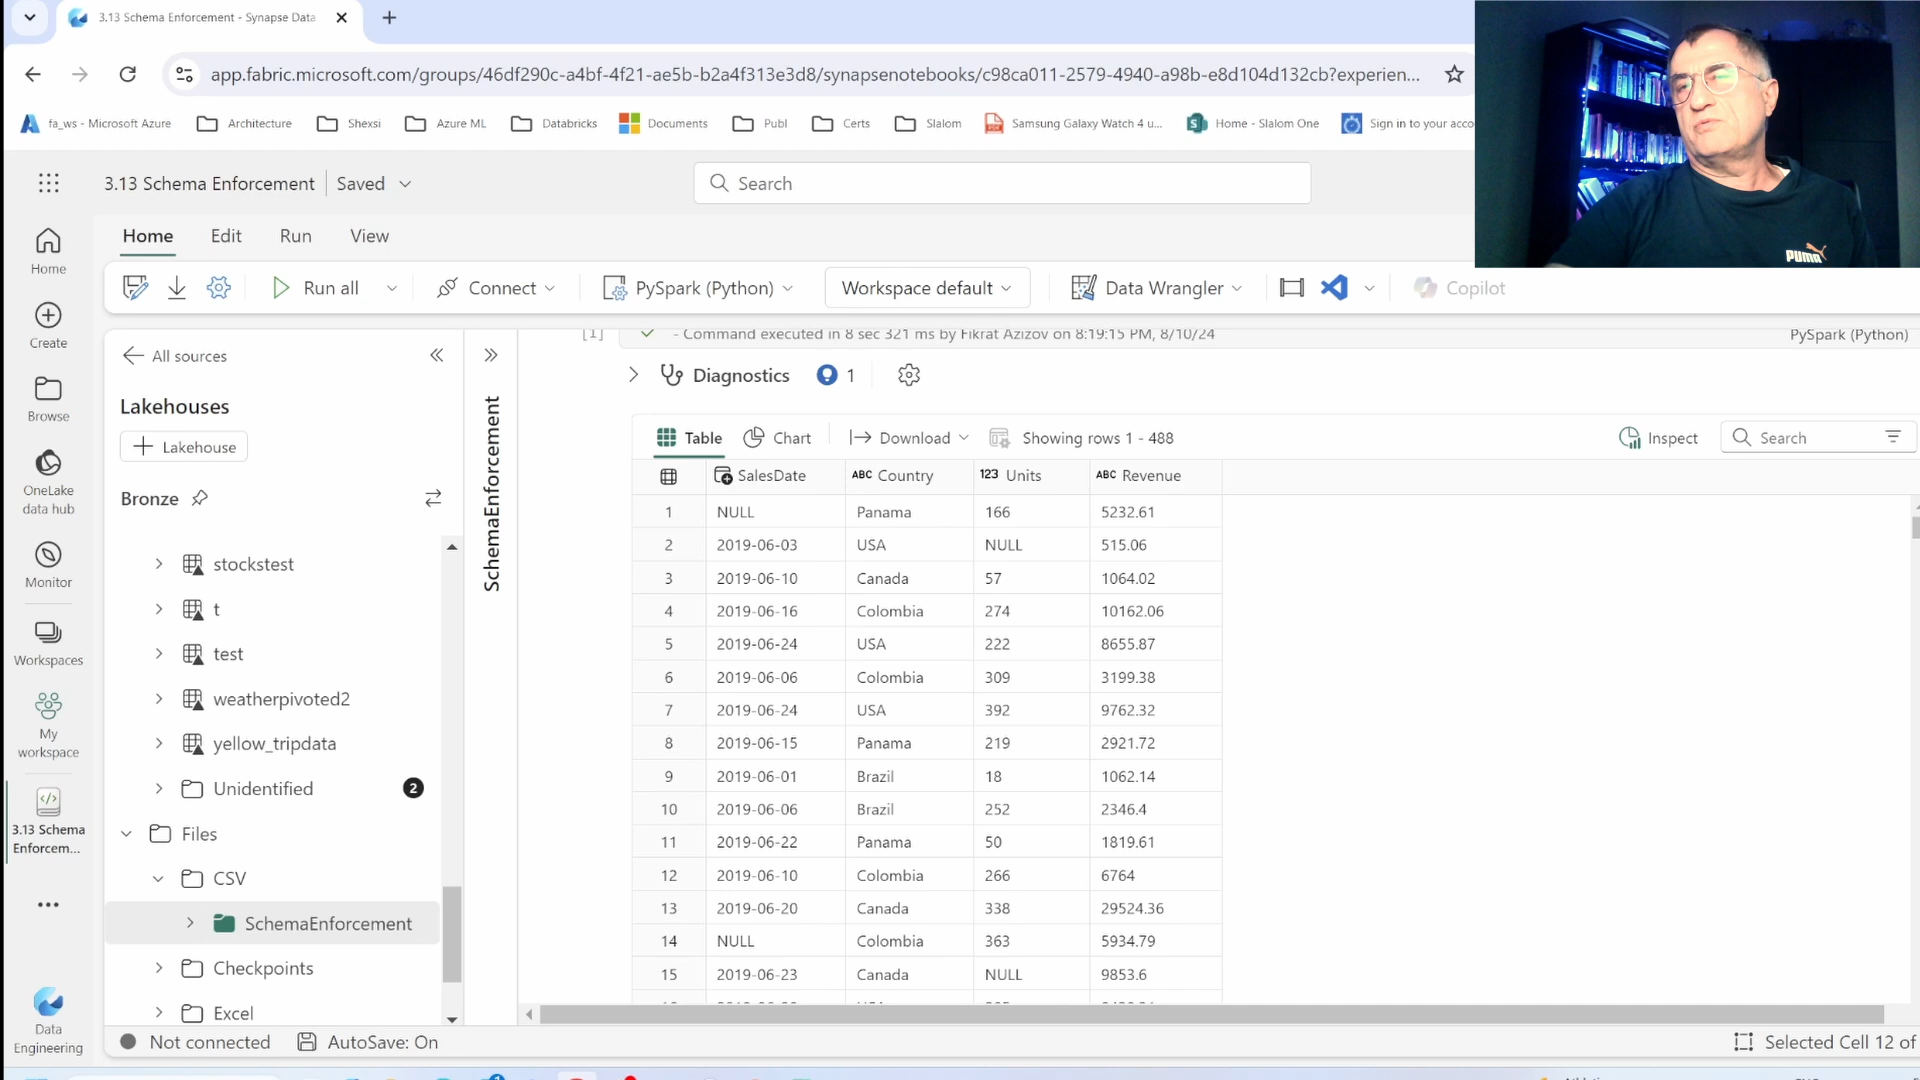 3.13 Schema Enforcement - Synapse Data
app.fabric.microsoft.com/groups/46df290c-a4bf-4f21-ae5b-b2a4f313e3d8/synapsenotebooks/c98ca011-2579-4940-a98b-e8d104d132cb?experien...
fa_ws - Microsoft Azure Architecture Shexsi Azure ML Databricks Documents Publ Certs Slalom Samsung Galaxy Watch 4 u... Home - Slalom One Sign in to your acco
PUMA
3.13 Schema Enforcement Saved Search
Home Edit Run View
Run all Connect PySpark (Python) Workspace default Data Wrangler Copilot
Home
Create
Browse
OneLake
data hub
Monitor
Workspaces
My
workspace
3.13 Schema
Enforcem...
Data
Engineering
All sources
Lakehouses
Lakehouse
Bronze
stockstest
t
test
weatherpivoted2
yellow_tripdata
Unidentified 2
Files
CSV
SchemaEnforcement
Checkpoints
Excel
SchemaEnforcement
[1] - Command executed in 8 sec 321 ms by Fikrat Azizov on 8:19:15 PM, 8/10/24 PySpark (Python)
Diagnostics 1
Table Chart Download Showing rows 1 - 488 Inspect Search
SalesDate ABC Country 123 Units ABC Revenue
1 NULL Panama 166 5232.61
2 2019-06-03 USA NULL 515.06
3 2019-06-10 Canada 57 1064.02
4 2019-06-16 Colombia 274 10162.06
5 2019-06-24 USA 222 8655.87
6 2019-06-06 Colombia 309 3199.38
7 2019-06-24 USA 392 9762.32
8 2019-06-15 Panama 219 2921.72
9 2019-06-01 Brazil 18 1062.14
10 2019-06-06 Brazil 252 2346.4
11 2019-06-22 Panama 50 1819.61
12 2019-06-10 Colombia 266 6764
13 2019-06-20 Canada 338 29524.36
14 NULL Colombia 363 5934.79
15 2019-06-23 Canada NULL 9853.6
Not connected AutoSave: On Selected Cell 12 of